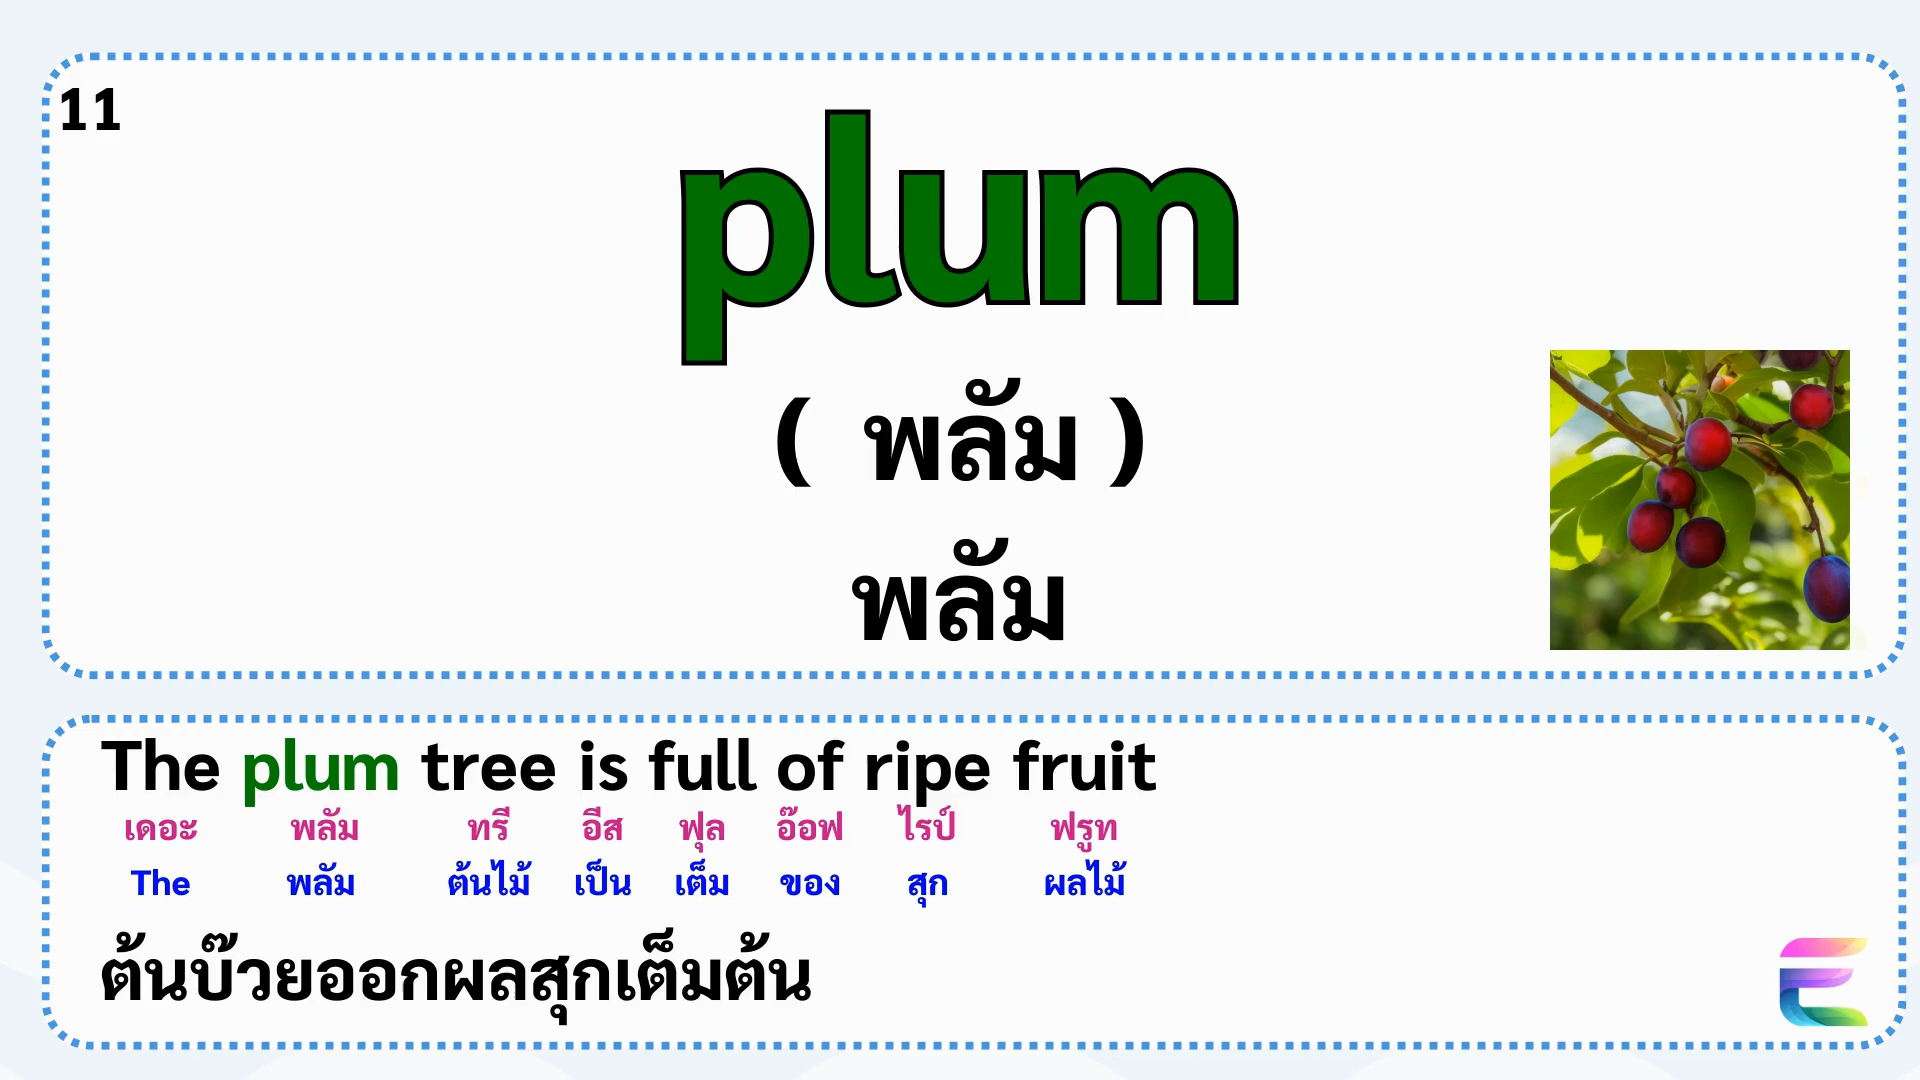 11
plum
( พลัม )
พลัม
The plum tree is full of ripe fruit
เดอะ พลัม ทรี อีส ฟุล อ๊อฟ ไรป์ ฟรูท
The พลัม ต้นไม้ เป็น เต็ม ของ สุก ผลไม้
ต้นบ๊วยออกผลสุกเต็มต้น